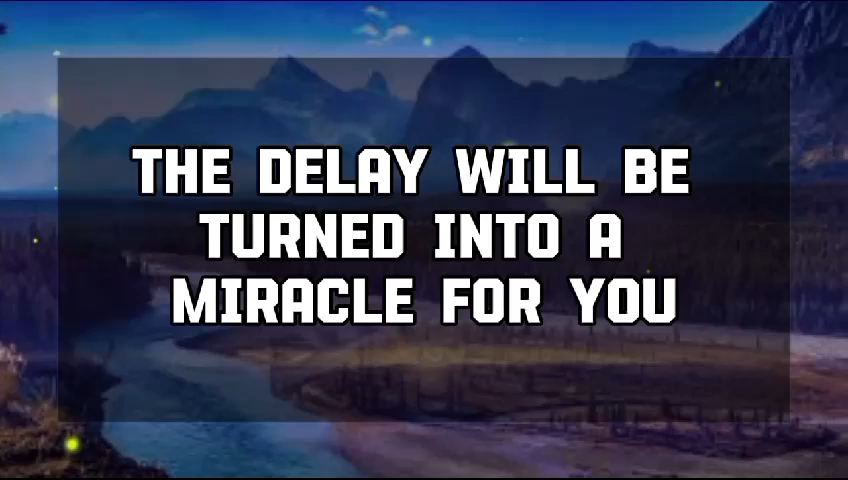 THE DELAY WILL BE
TURNED INTO A
MIRACLE FOR YOU